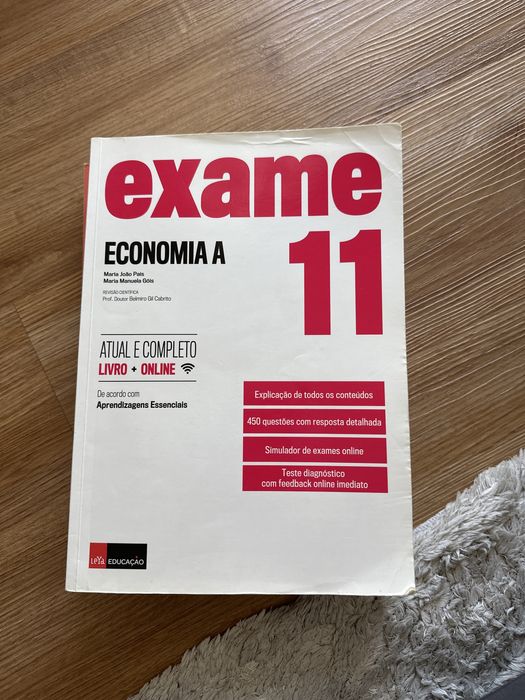 exame
11
ECONOMIA A
Maria João Pais
Maria Manuela Góis
REVISÃO CIENTÍFICA
Prof. Doutor Belmiro Gil Cabrito
ATUAL E COMPLETO
LIVRO + ONLINE
De acordo com
Aprendizagens Essenciais
Explicação de todos os conteúdos
450 questões com resposta detalhada
Simulador de exames online
Teste diagnóstico
com feedback online imediato
LeYa EDUCAÇÃO